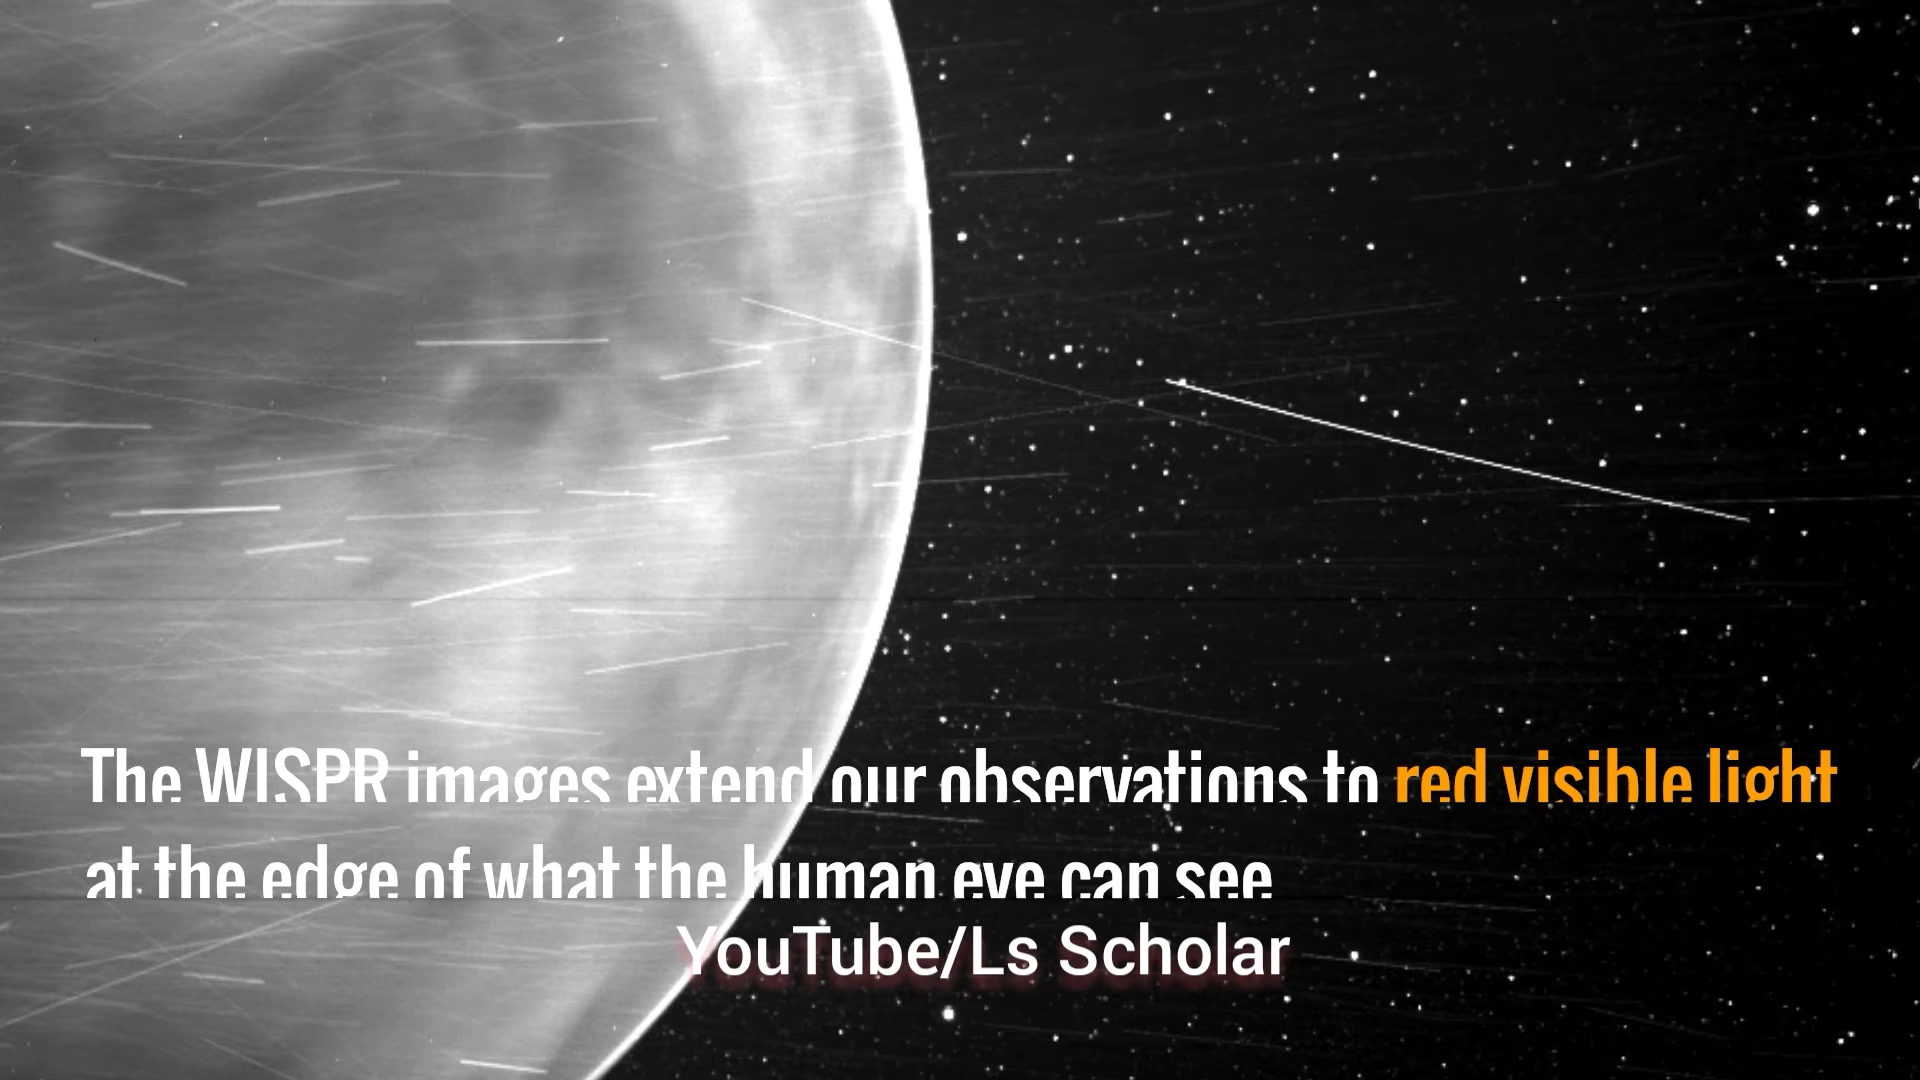 The WISPR images extend our observations to red visible light
at the edge of what the human eye can see
YouTube/Ls Scholar